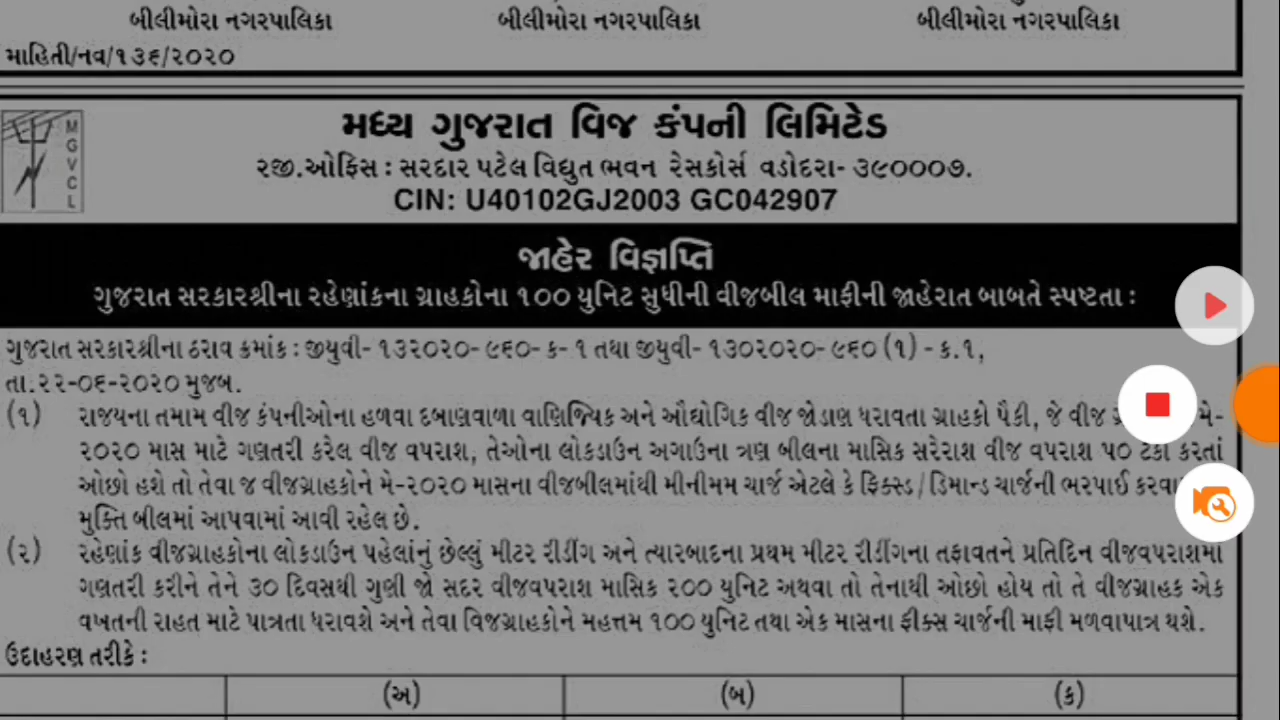 બીલીમોરા નગરપાલિકા બીલીમોરા નગરપાલિકા બીલીમોરા નગરપાલિકા
માહિતી/નવ/૧૩૬/૨૦૨૦
MGVCL
મધ્ય ગુજરાત વિજ કંપની લિમિટેડ
રજી.ઓફિસ : સરદાર પટેલ વિદ્યુત ભવન રેસકોર્સ વડોદરા- ૩૯૦૦૦૭.
CIN: U40102GJ2003 GC042907
જાહેર વિજ્ઞપ્તિ
ગુજરાત સરકારશ્રીના રહેણાંકના ગ્રાહકોના ૧૦૦ યુનિટ સુધીની વીજબીલ માફીની જાહેરાત બાબતે સ્પષ્ટતા :
ગુજરાત સરકારશ્રીના ઠરાવ ક્રમાંક : જીયુવી- ૧૩૨૦૨૦- ૯૬૦- ક- ૧ તથા જીયુવી- ૧૩૦૨૦૨૦- ૯૬૦ (૧) - ક.૧,
તા.૨૨-૦૬-૨૦૨૦ મુજબ.
(૧) રાજયના તમામ વીજ કંપનીઓના હળવા દબાણવાળા વાણિજ્યિક અને ઔદ્યોગિક વીજ જોડાણ ધરાવતા ગ્રાહકો પૈકી, જે વીજ મે-
૨૦૨૦ માસ માટે ગણતરી કરેલ વીજ વપરાશ, તેઓના લોકડાઉન અગાઉના ત્રણ બીલના માસિક સરેરાશ વીજ વપરાશ ૫૦ ટકા કરતાં
ઓછો હશે તો તેવા જ વીજગ્રાહકોને મે-૨૦૨૦ માસના વીજબીલમાંથી મીનીમમ ચાર્જ એટલે કે ફિક્સ્ડ / ડિમાન્ડ ચાર્જની ભરપાઈ
મુક્તિ બીલમાં આપવામાં આવી રહેલ છે.
(૨) રહેણાંક વીજગ્રાહકોના લોકડાઉન પહેલાંનું છેલ્લું મીટર રીડીંગ અને ત્યારબાદના પ્રથમ મીટર રીડીંગના તફાવતને પ્રતિદિન વીજવપરાશમાં
ગણતરી કરીને તેને ૩૦ દિવસથી ગુણી જો સદર વીજવપરાશ માસિક ૨૦૦ યુનિટ અથવા તો તેનાથી ઓછો હોય તો તે વીજગ્રાહક એક
વખતની રાહત માટે પાત્રતા ધરાવશે અને તેવા વિજગ્રાહકોને મહત્તમ ૧૦૦ યુનિટ તથા એક માસના ફીક્સ ચાર્જની માફી મળવાપાત્ર થશે.
ઉદાહરણ તરીકે :
(અ) (બ) (ક)